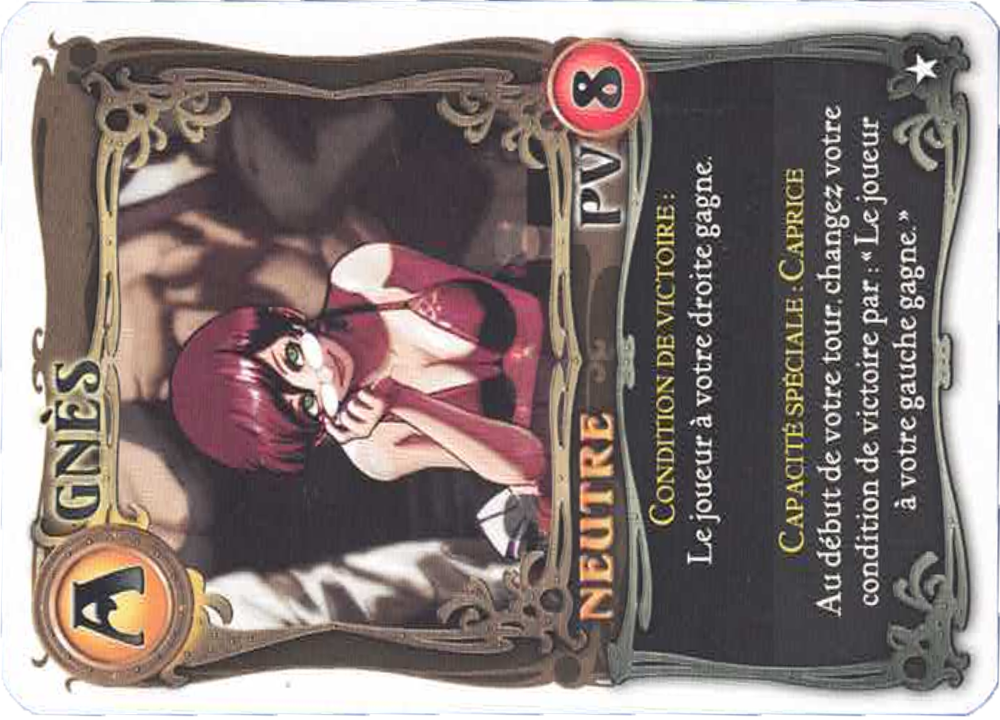 AGNÈS
NEUTRE PV 8
CONDITION DE VICTOIRE :
Le joueur à votre droite gagne.
CAPACITÉ SPÉCIALE : CAPRICE
Au début de votre tour, changez votre
condition de victoire par : « Le joueur
à votre gauche gagne. »